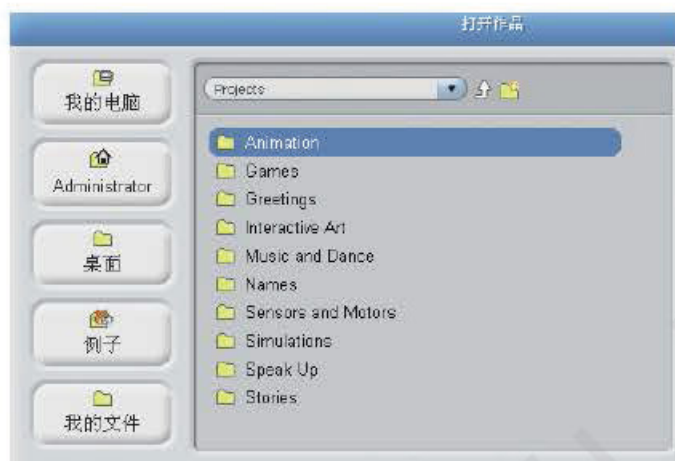 打开作品
我的电脑
Administrator
桌面
例子
我的文件
Projects
Animation
Games
Greetings
Interactive Art
Music and Dance
Names
Sensors and Motors
Simulations
Speak Up
Stories